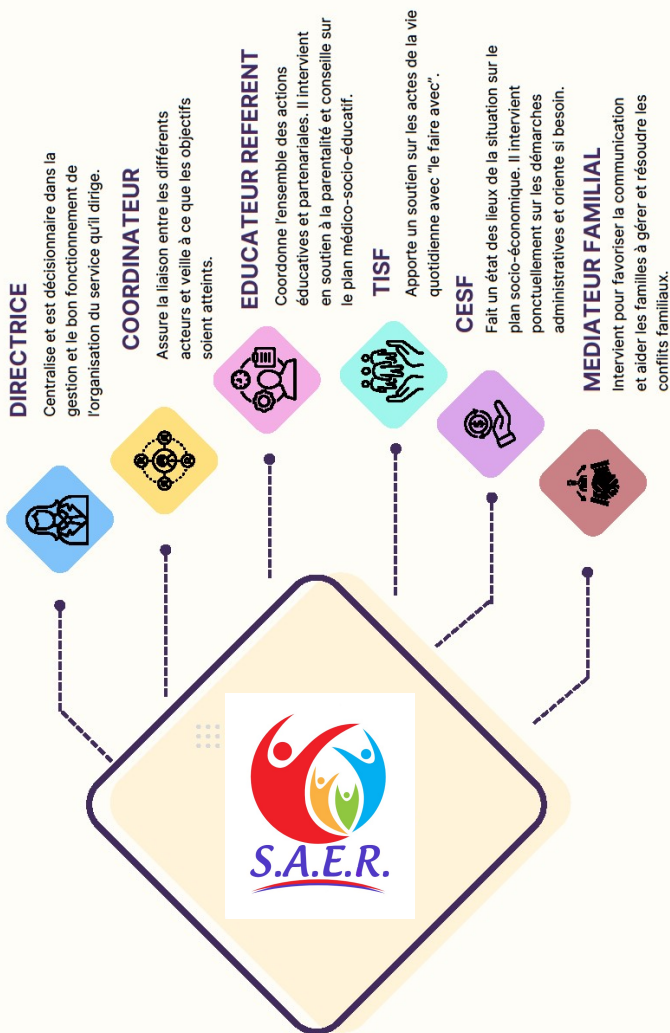 DIRECTRICE
Centralise et est décisionnaire dans la
gestion et le bon fonctionnement de
l'organisation du service qu'il dirige.
COORDINATEUR
Assure la liaison entre les différents
acteurs et veille à ce que les objectifs
soient atteints.
EDUCATEUR REFERENT
Coordonne l'ensemble des actions
éducatives et partenariales. Il intervient
en soutien à la parentalité et conseille sur
le plan médico-socio-éducatif.
TISF
Apporte un soutien sur les actes de la vie
quotidienne avec "le faire avec".
CESF
Fait un état des lieux de la situation sur le
plan socio-économique. Il intervient
ponctuellement sur les démarches
administratives et oriente si besoin.
MEDIATEUR FAMILIAL
Intervient pour favoriser la communication
et aider les familles à gérer et résoudre les
conflits familiaux.
S.A.E.R.